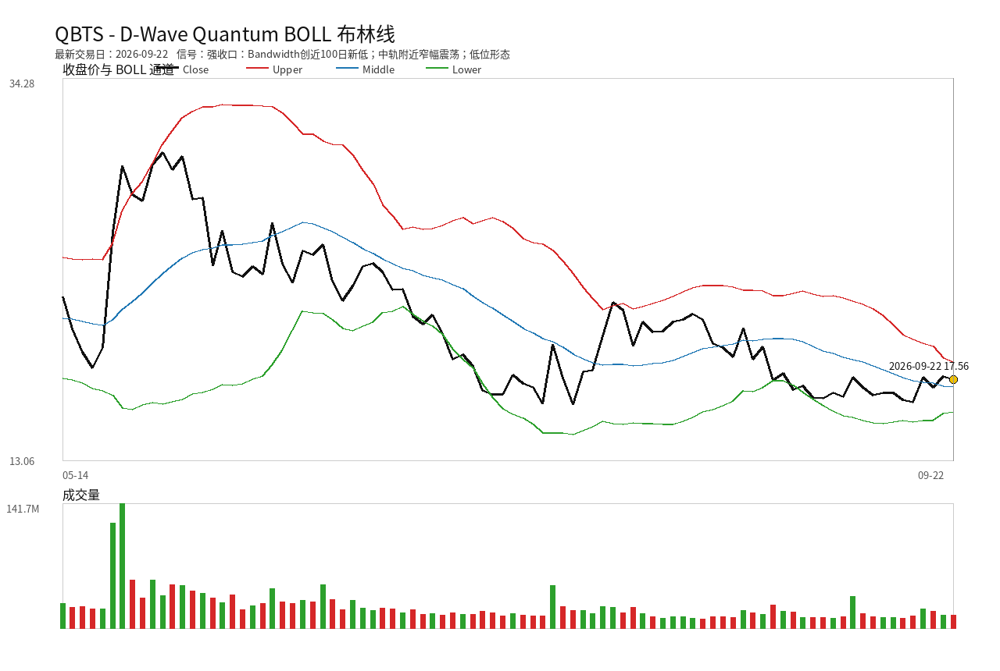 QBTS - D-Wave Quantum BOLL 布林线
最新交易日：2026-09-22 信号：强收口：Bandwidth创近100日新低；中轨附近窄幅震荡；低位形态
收盘价与 BOLL 通道 Close Upper Middle Lower
34.28
2026-09-22 17.56
13.06
05-14 09-22
成交量
141.7M